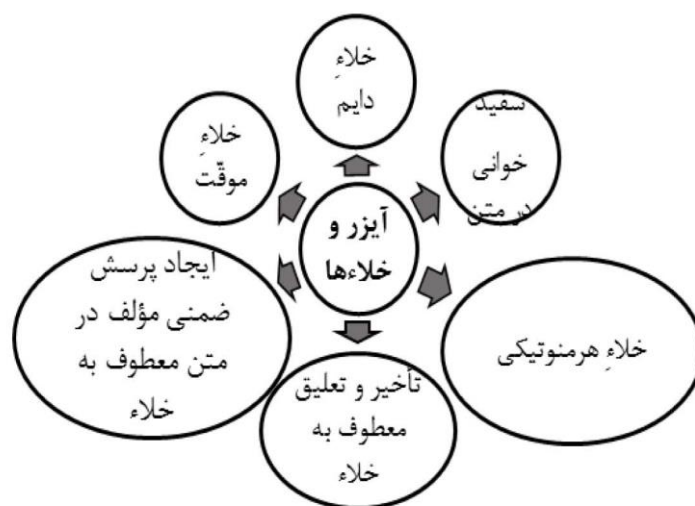 خلاءِ
دایم
سفید
خوانی
در متن
خلاءِ
موقّت
آیزر و
خلاءها
ایجاد پرسش
ضمنی مؤلف در
متن معطوف به
خلاء
خلاءِ هرمنوتیکی
تأخیر و تعلیق
معطوف به
خلاء